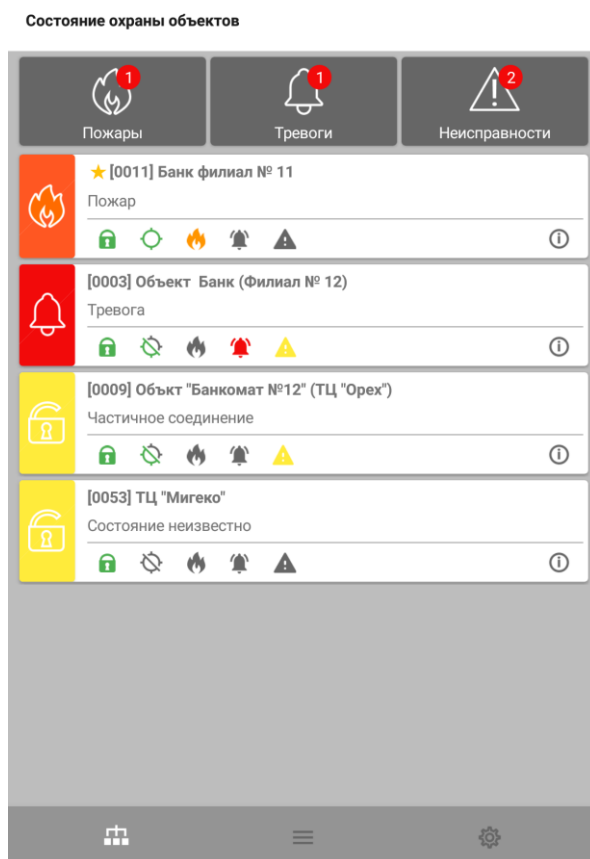 Состояние охраны объектов
1
1
2
Пожары
Тревоги
Неисправности
[0011] Банк филиал № 11
Пожар
[0003] Объект Банк (Филиал № 12)
Тревога
[0009] Объкт "Банкомат №12" (ТЦ "Орех")
Частичное соединение
[0053] ТЦ "Мигеко"
Состояние неизвестно